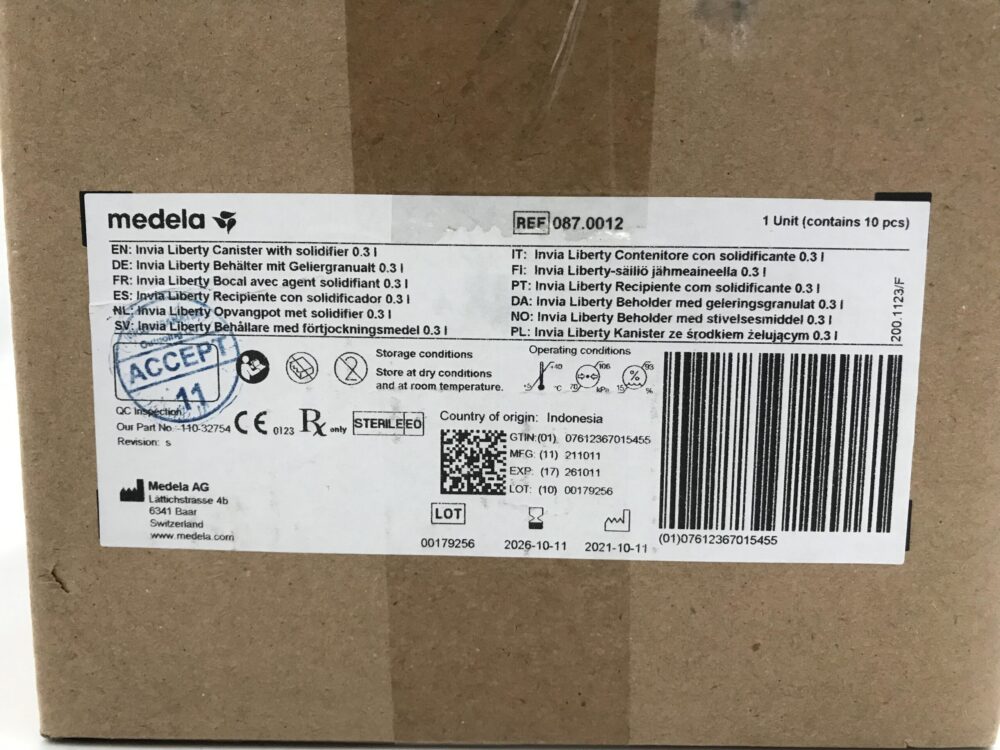 medela
REF 087.0012
1 Unit (contains 10 pcs)
EN: Invia Liberty Canister with solidifier 0.3 l
DE: Invia Liberty Behälter mit Geliergranualt 0.3 l
FR: Invia Liberty Bocal avec agent solidifiant 0.3 l
ES: Invia Liberty Recipiente con solidificador 0.3 l
NL: Invia Liberty Opvangpot met solidifier 0.3 l
SV: Invia Liberty Behållare med förtjockningsmedel 0.3 l
IT: Invia Liberty Contenitore con solidificante 0.3 l
FI: Invia Liberty-säiliö jähmeaineella 0.3 l
PT: Invia Liberty Recipiente com solidificante 0.3 l
DA: Invia Liberty Beholder med geleringsgranulat 0.3 l
NO: Invia Liberty Beholder med stivelsesmiddel 0.3 l
PL: Invia Liberty Kanister ze środkiem żelującym 0.3 l
200.1123/F
ACCEPT
11
QC Inspection:
Our Part No 110-32754
Revision: s
2
Storage conditions
Store at dry conditions
and at room temperature.
Operating conditions
+40
°C
106
70
kPa
93
15
%
%
CE 0123
Rx only
STERILE EO
Country of origin: Indonesia
GTIN:(01) 07612367015455
MFG: (11) 211011
EXP: (17) 261011
LOT: (10) 00179256
Medela AG
Lättichstrasse 4b
6341 Baar
Switzerland
www.medela.com
LOT
00179256
2026-10-11
2021-10-11
(01)07612367015455